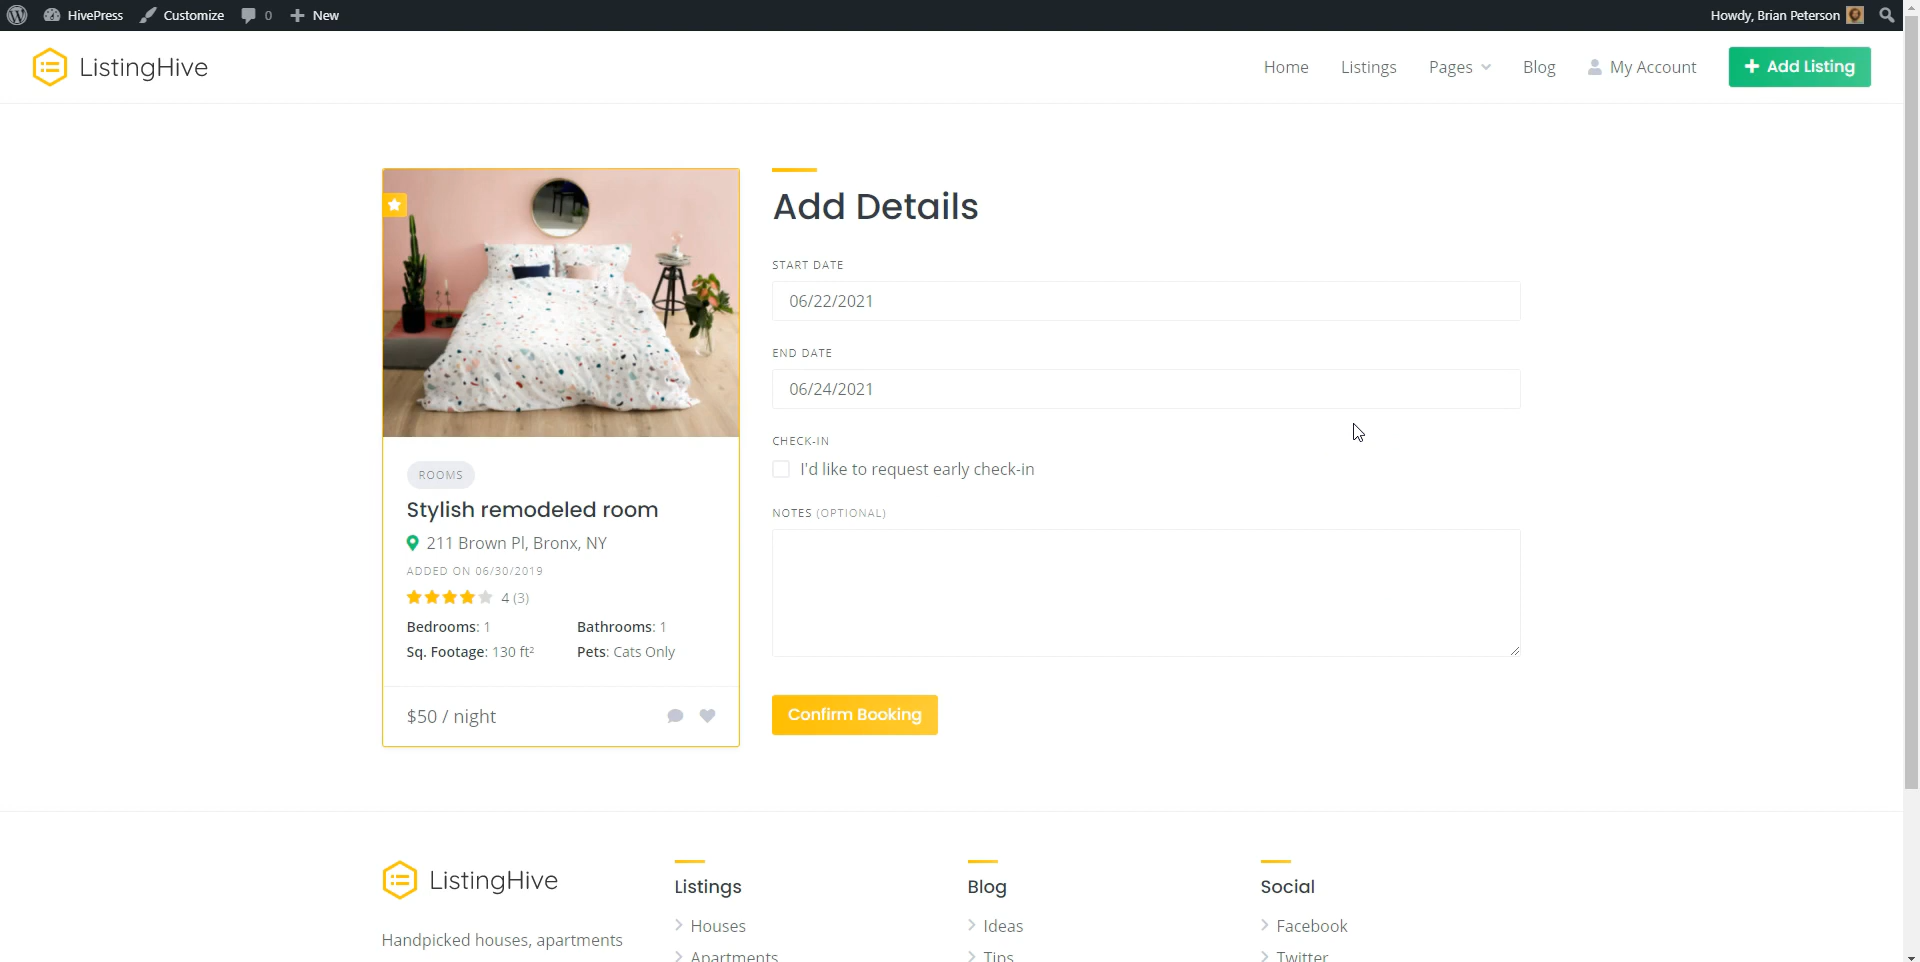 HivePress Customize 0 New Howdy, Brian Peterson
ListingHive Home Listings Pages Blog My Account Add Listing
Add Details
START DATE
06/22/2021
END DATE
06/24/2021
CHECK-IN
I'd like to request early check-in
NOTES (OPTIONAL)
Confirm Booking
ROOMS
Stylish remodeled room
211 Brown Pl, Bronx, NY
ADDED ON 06/30/2019
4 (3)
Bedrooms: 1 Bathrooms: 1
Sq. Footage: 130 ft² Pets: Cats Only
$50 / night
ListingHive
Handpicked houses, apartments
Listings
Houses
Apartments
Blog
Ideas
Tips
Social
Facebook
Twitter